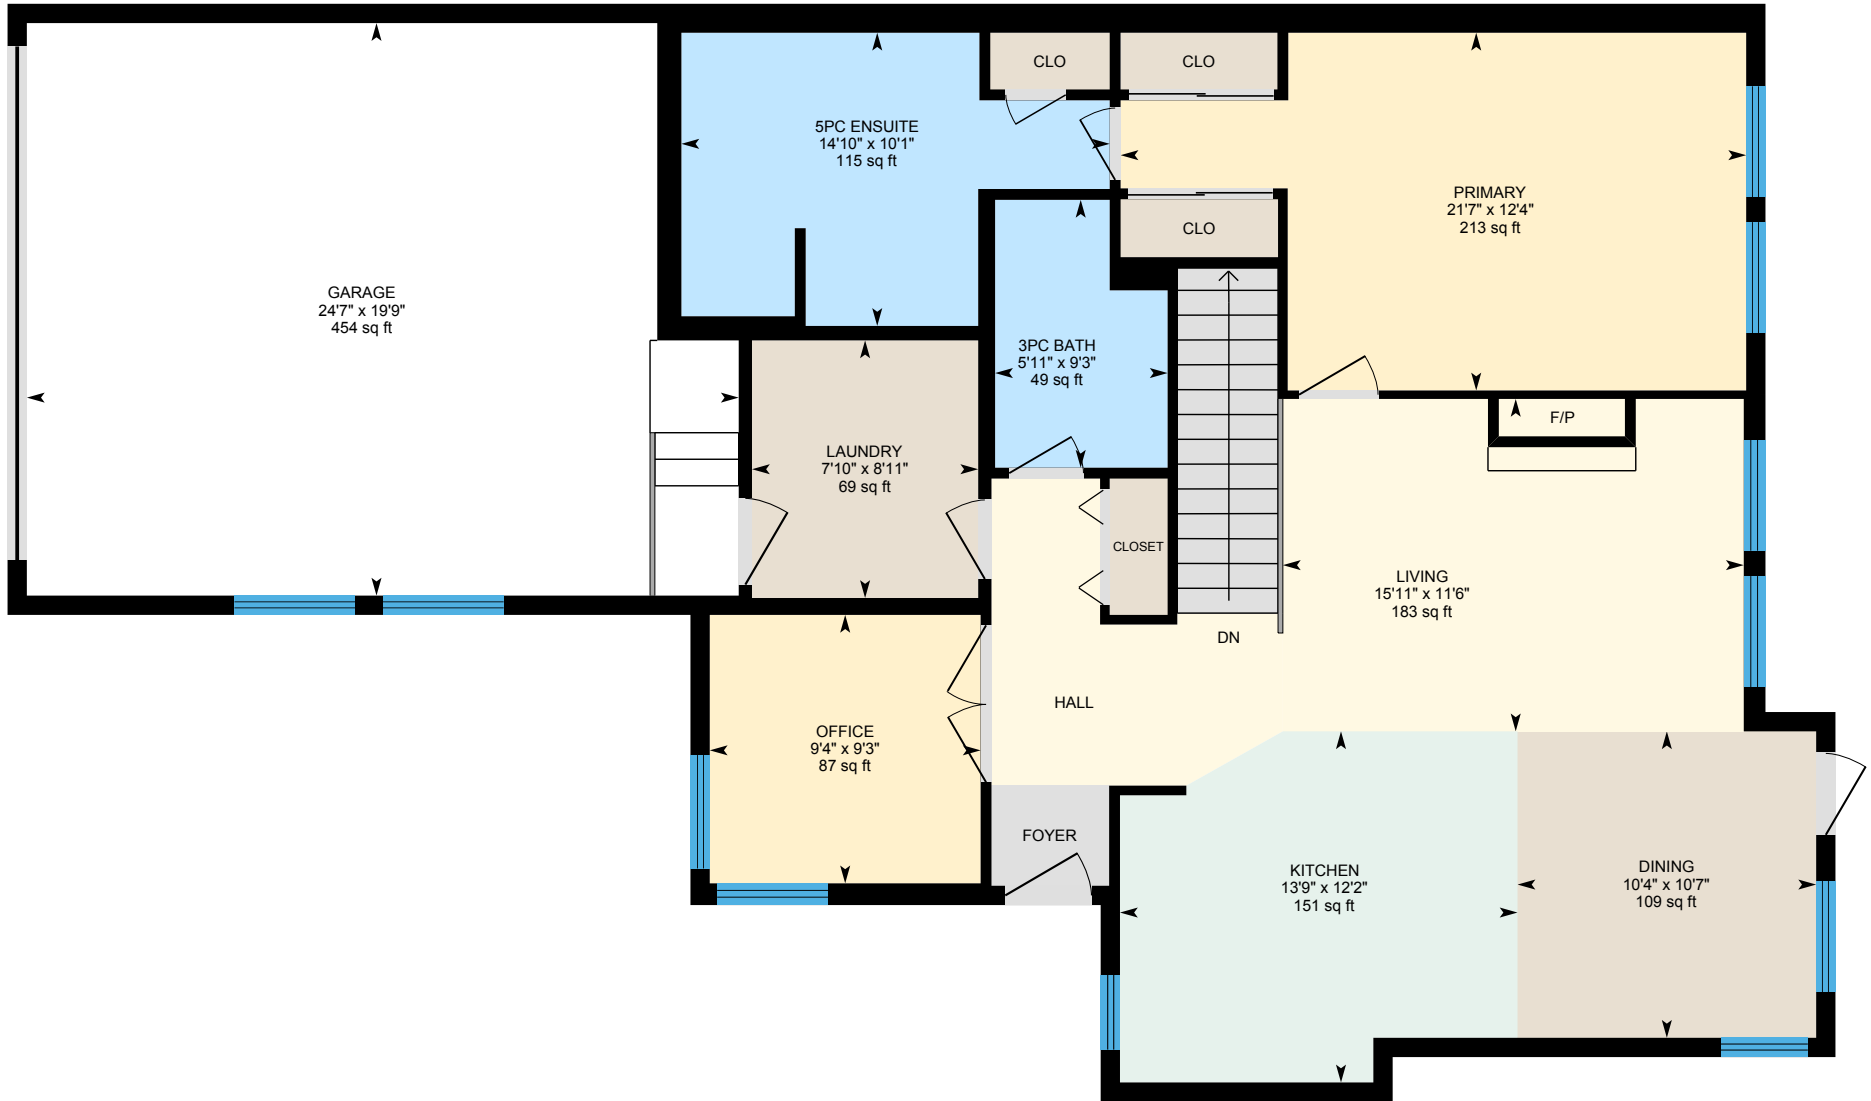 CLO
CLO
5PC ENSUITE
14'10" x 10'1"
115 sq ft
PRIMARY
21'7" x 12'4"
213 sq ft
CLO
GARAGE
24'7" x 19'9"
454 sq ft
3PC BATH
5'11" x 9'3"
49 sq ft
F/P
LAUNDRY
7'10" x 8'11"
69 sq ft
CLOSET
LIVING
15'11" x 11'6"
183 sq ft
DN
HALL
OFFICE
9'4" x 9'3"
87 sq ft
FOYER
KITCHEN
13'9" x 12'2"
151 sq ft
DINING
10'4" x 10'7"
109 sq ft